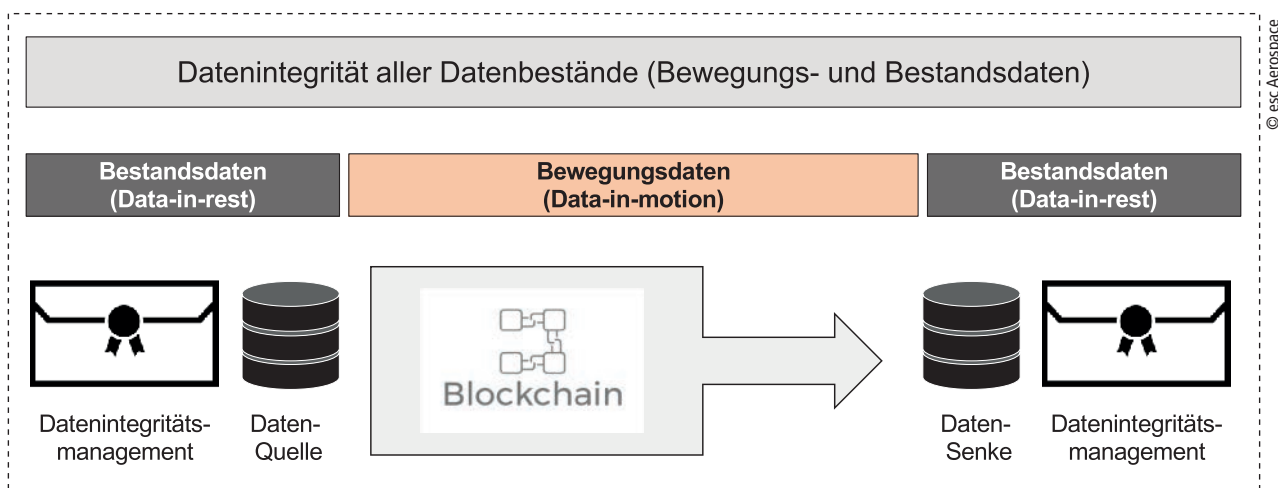 Datenintegrität aller Datenbestände (Bewegungs- und Bestandsdaten)
© esc Aerospace
Bestandsdaten
(Data-in-rest)
Bewegungsdaten
(Data-in-motion)
Bestandsdaten
(Data-in-rest)
Blockchain
Datenintegritäts-
management
Daten-
Quelle
Daten-
Senke
Datenintegritäts-
management